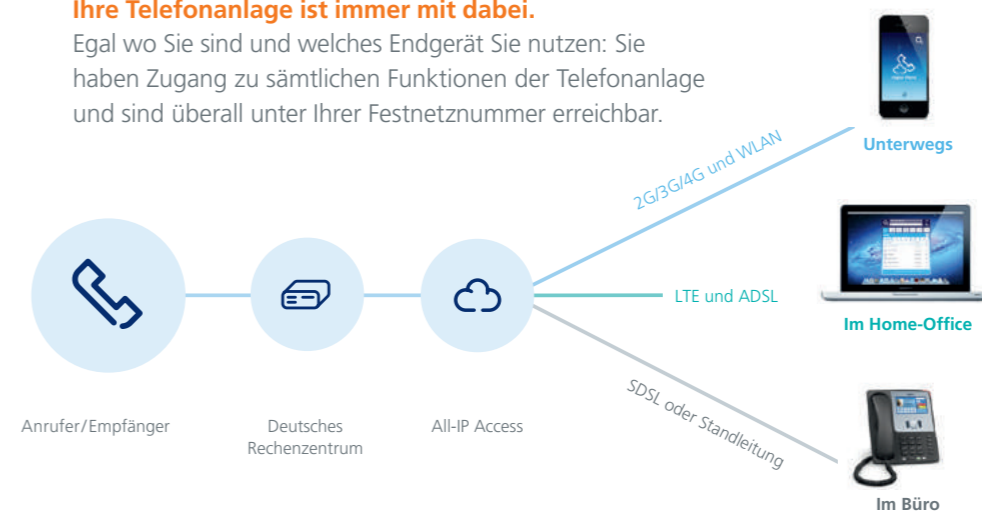 Ihre Telefonanlage ist immer mit dabei.
Egal wo Sie sind und welches Endgerät Sie nutzen: Sie
haben Zugang zu sämtlichen Funktionen der Telefonanlage
und sind überall unter Ihrer Festnetznummer erreichbar.
2G/3G/4G und WLAN
Unterwegs
LTE und ADSL
Im Home-Office
SDSL oder Standleitung
Anrufer/Empfänger
Deutsches
Rechenzentrum
All-IP Access
Im Büro